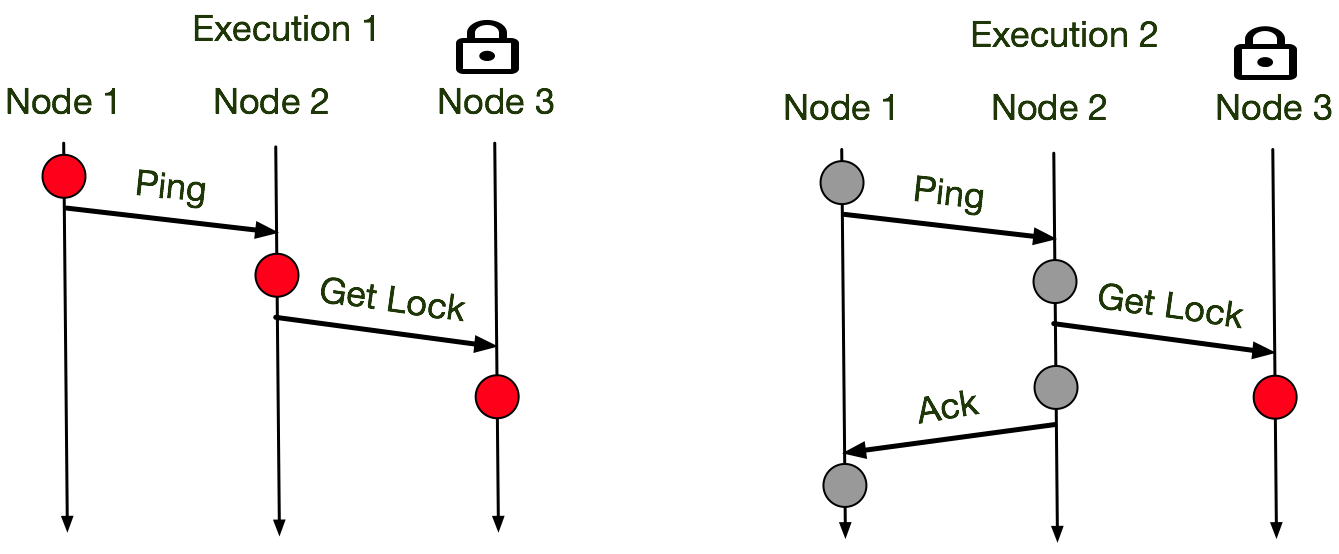 Execution 1
Node 1
Node 2
Node 3
Ping
Get Lock
Execution 2
Node 1
Node 2
Node 3
Ping
Get Lock
Ack